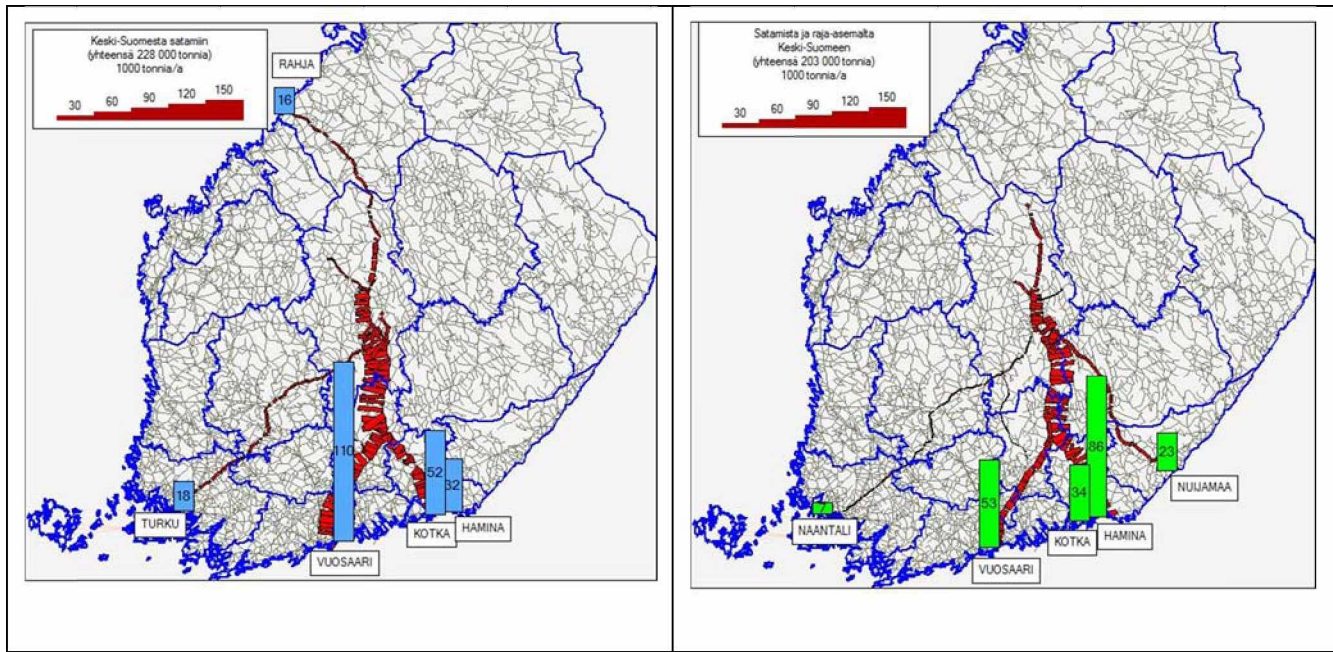 Keski-Suomesta satamiin
(yhteensä 228 000 tonnia)
1000 tonnia/a
30 60 90 120 150
RAHJA
16
110
52
32
18
TURKU
HAMINA
KOTKA
VUOSAARI
Satamista ja raja-asemalta
Keski-Suomeen
(yhteensä 203 000 tonnia)
1000 tonnia/a
30 60 90 120 150
86
23
53
34
7
NUIJAMAA
NAANTALI
HAMINA
KOTKA
VUOSAARI